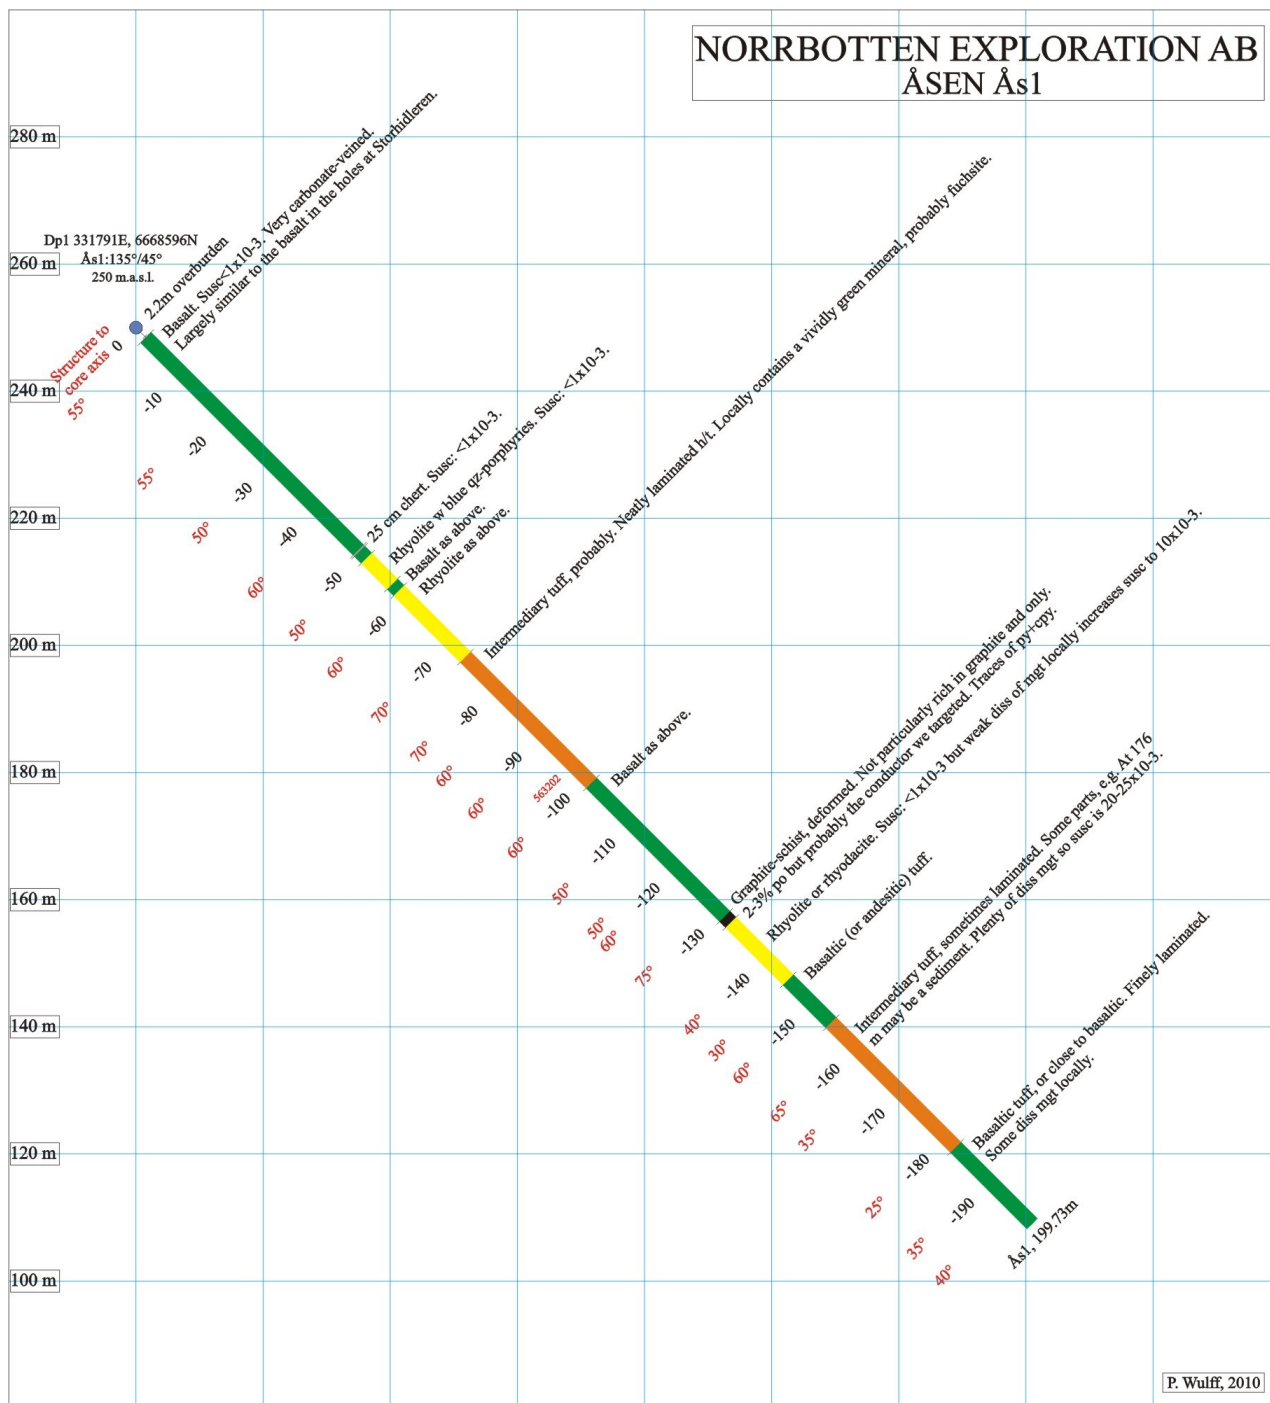 NORRBOTTEN EXPLORATION AB
ÅSEN Ås1
280 m
260 m
240 m
220 m
200 m
180 m
160 m
140 m
120 m
100 m
Dp1 331791E, 6668596N
Ås1:135°/45°
250 m.a.s.l.
2.2m overburden
Basalt. Susc<1x10-3. Very carbonate-veined.
Largely similar to the basalt in the holes at Storhidleren.
25 cm chert. Susc: <1x10-3.
Rhyolite w blue qz-porphyries. Susc: <1x10-3.
Basalt as above.
Rhyolite as above.
Intermediary tuff, probably. Neatly laminated h/t. Locally contains a vividly green mineral, probably fuchsite.
Basalt as above.
Graphite-schist, deformed. Not particularly rich in graphite and only.
2-3% po but probably the conductor we targeted. Traces of py+cpy.
Rhyolite or rhyodacite. Susc: <1x10-3 but weak diss of mgt locally increases susc to 10x10-3.
Basaltic (or andesitic) tuff.
Intermediary tuff, sometimes laminated. Some parts, e.g. At 176
m may be a sediment. Plenty of diss mgt so susc is 20-25x10-3.
Basaltic tuff, or close to basaltic. Finely laminated.
Some diss mgt locally.
Ås1, 199.73m
0
-10
-20
-30
-40
-50
-60
-70
-80
-90
-100
-110
-120
-130
-140
-150
-160
-170
-180
-190
563202
Structure to
core axis
55°
55°
50°
60°
50°
60°
70°
70°
60°
60°
60°
50°
50°
60°
75°
40°
30°
60°
65°
35°
25°
35°
40°
P. Wulff, 2010